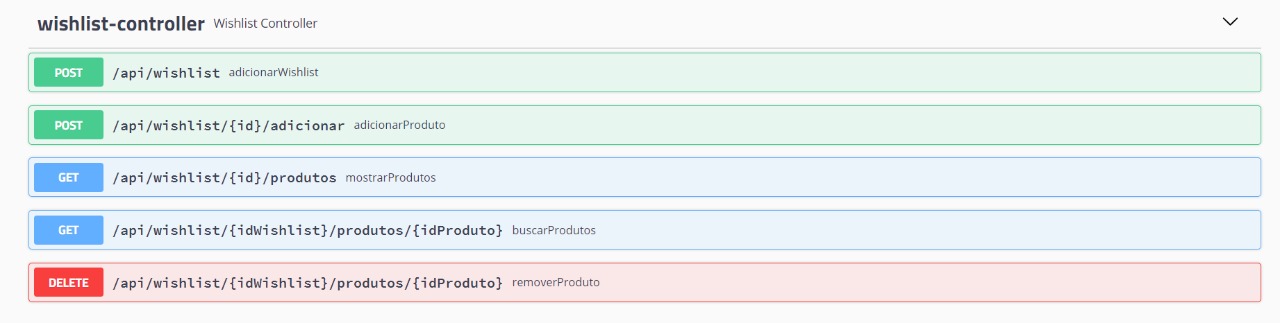 wishlist-controller Wishlist Controller
POST /api/wishlist adicionarWishlist
POST /api/wishlist/{id}/adicionar adicionarProduto
GET /api/wishlist/{id}/produtos mostrarProdutos
GET /api/wishlist/{idWishlist}/produtos/{idProduto} buscarProdutos
DELETE /api/wishlist/{idWishlist}/produtos/{idProduto} removerProduto